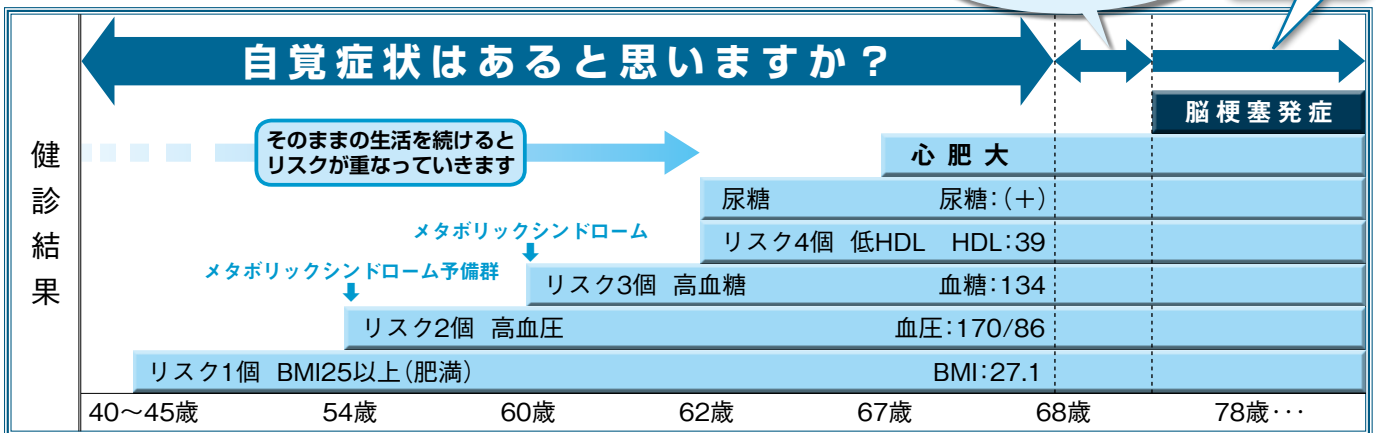 自覚症状はあると思いますか？
脳梗塞発症
健診結果
そのままの生活を続けると
リスクが重なっていきます
心肥大
尿糖 尿糖：（＋）
リスク4個 低HDL HDL：39
メタボリックシンドローム
リスク3個 高血糖 血糖：134
メタボリックシンドローム予備群
リスク2個 高血圧 血圧：170/86
リスク1個 BMI25以上（肥満） BMI：27.1
40〜45歳 54歳 60歳 62歳 67歳 68歳 78歳･･･